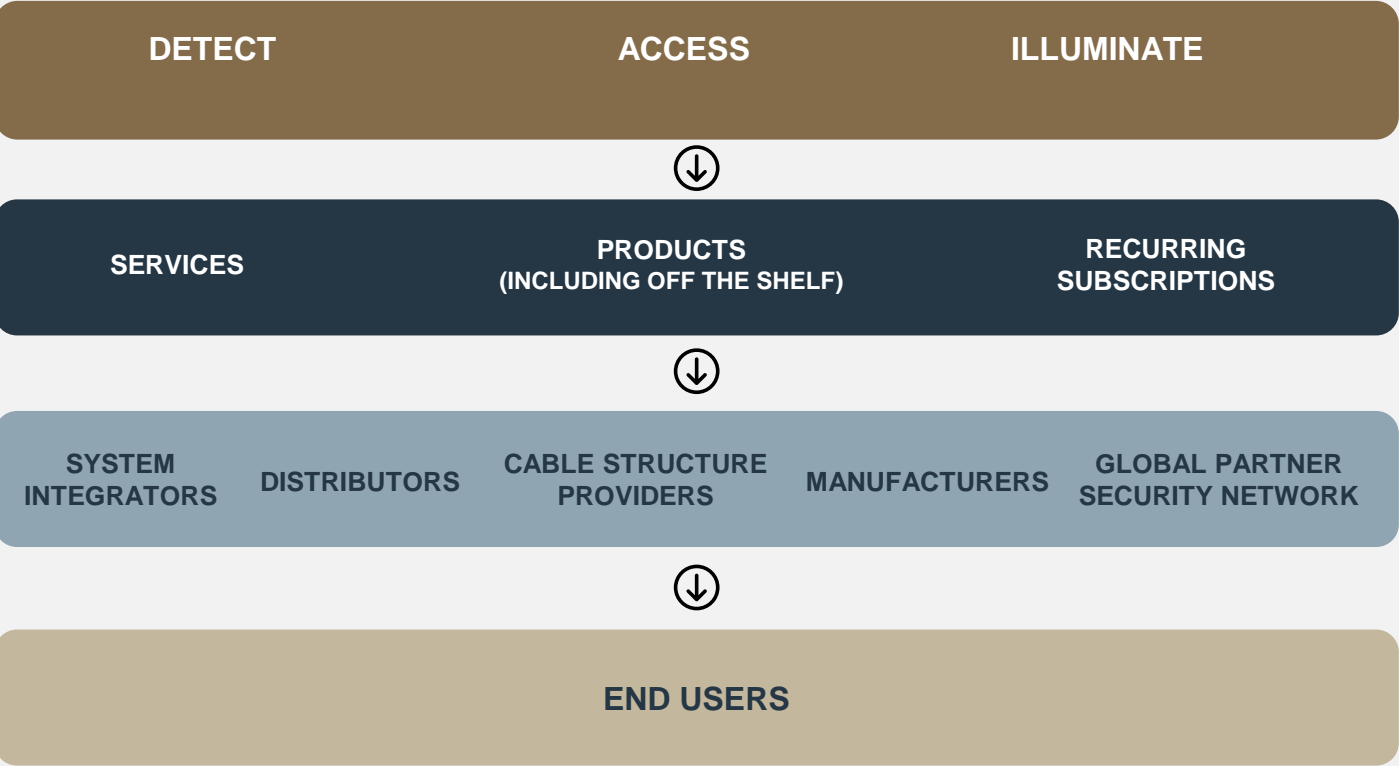 DETECT
ACCESS
ILLUMINATE
SERVICES
PRODUCTS
(INCLUDING OFF THE SHELF)
RECURRING
SUBSCRIPTIONS
SYSTEM
INTEGRATORS
DISTRIBUTORS
CABLE STRUCTURE
PROVIDERS
MANUFACTURERS
GLOBAL PARTNER
SECURITY NETWORK
END USERS